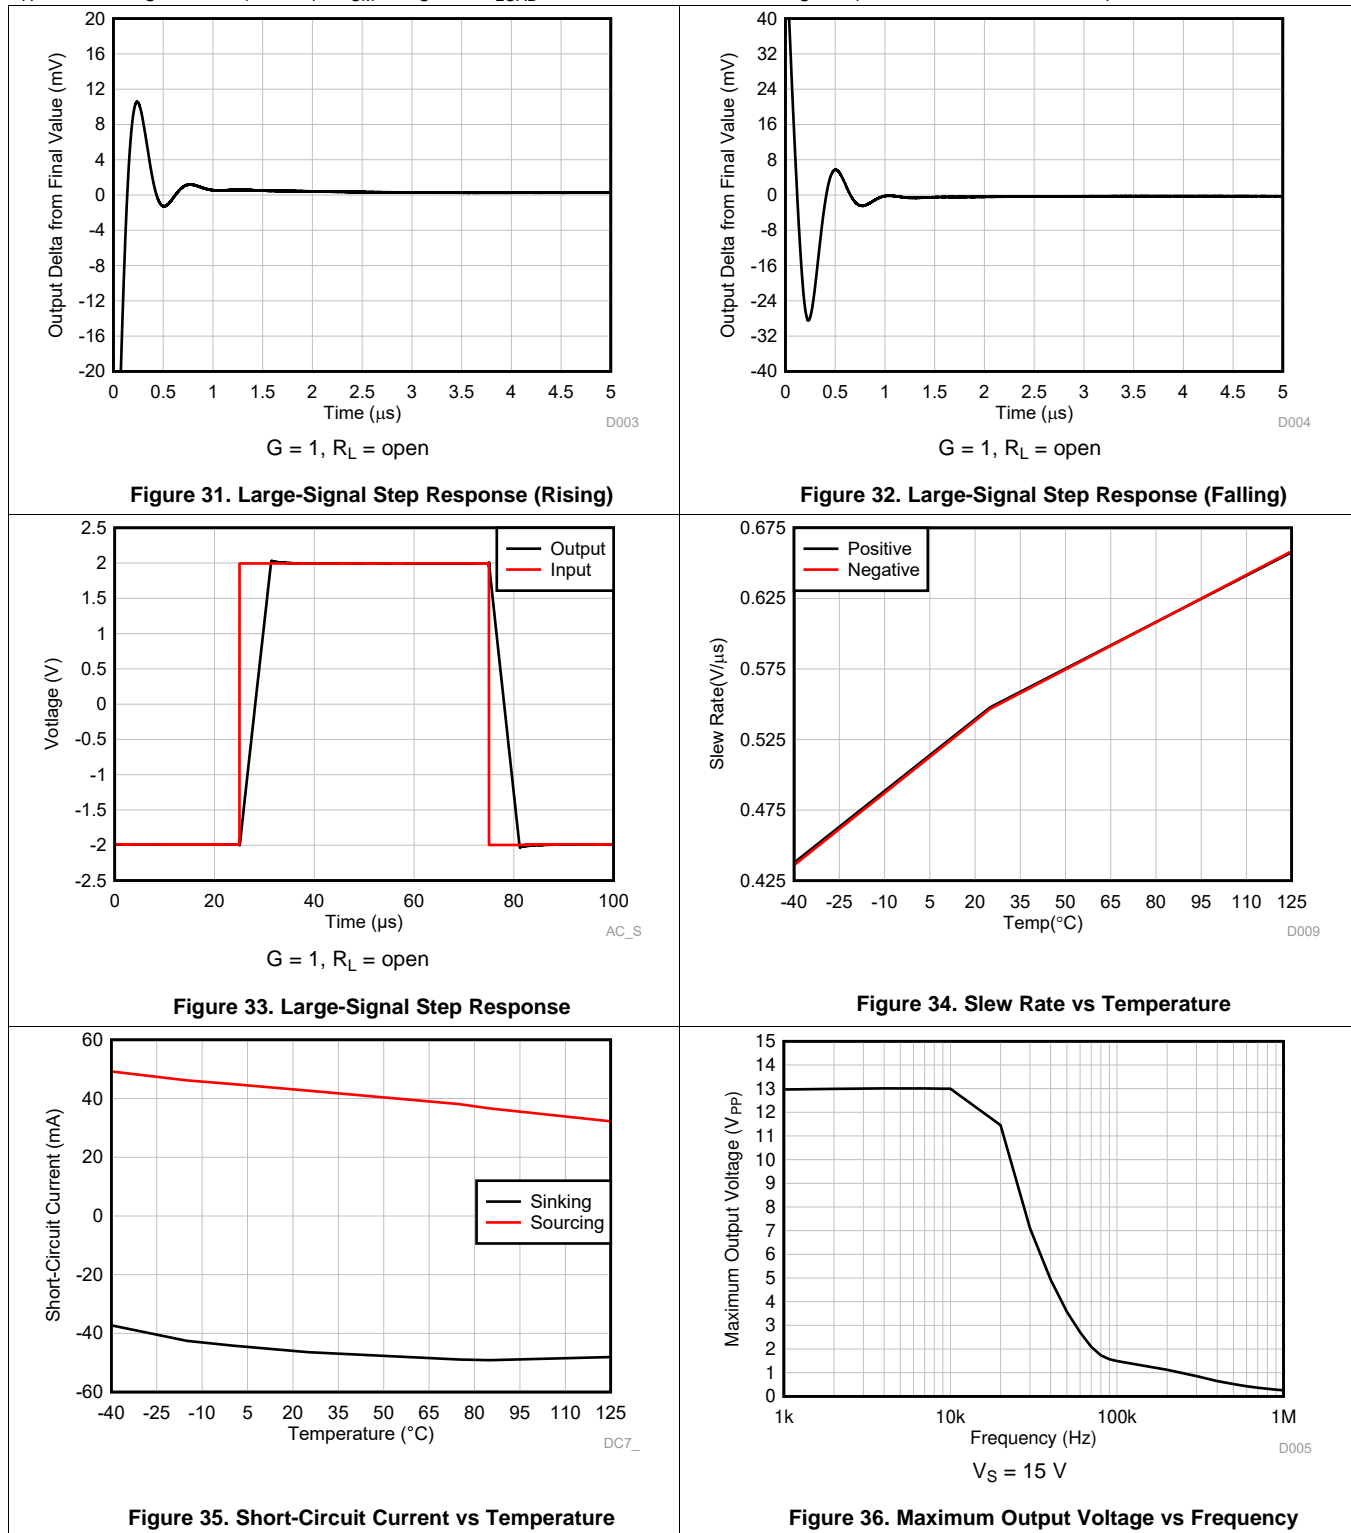 20
16
12
8
4
0
-4
-8
-12
-16
-20
Output Delta from Final Value (mV)
0 0.5 1 1.5 2 2.5 3 3.5 4 4.5 5
Time (μs)
D003
G = 1, RL = open
Figure 31. Large-Signal Step Response (Rising)
40
32
24
16
8
0
-8
-16
-24
-32
-40
Output Delta from Final Value (mV)
0 0.5 1 1.5 2 2.5 3 3.5 4 4.5 5
Time (μs)
D004
G = 1, RL = open
Figure 32. Large-Signal Step Response (Falling)
2.5
2
1.5
1
0.5
0
-0.5
-1
-1.5
-2
-2.5
Votlage (V)
Output
Input
0 20 40 60 80 100
Time (μs)
AC_S
G = 1, RL = open
Figure 33. Large-Signal Step Response
0.675
0.625
0.575
0.525
0.475
0.425
Slew Rate(V/μs)
Positive
Negative
-40 -25 -10 5 20 35 50 65 80 95 110 125
Temp(°C)
D009
Figure 34. Slew Rate vs Temperature
60
40
20
0
-20
-40
-60
Short-Circuit Current (mA)
Sinking
Sourcing
-40 -25 -10 5 20 35 50 65 80 95 110 125
Temperature (°C)
DC7_
Figure 35. Short-Circuit Current vs Temperature
15
14
13
12
11
10
9
8
7
6
5
4
3
2
1
0
Maximum Output Voltage (VPP)
1k 10k 100k 1M
Frequency (Hz)
D005
VS = 15 V
Figure 36. Maximum Output Voltage vs Frequency